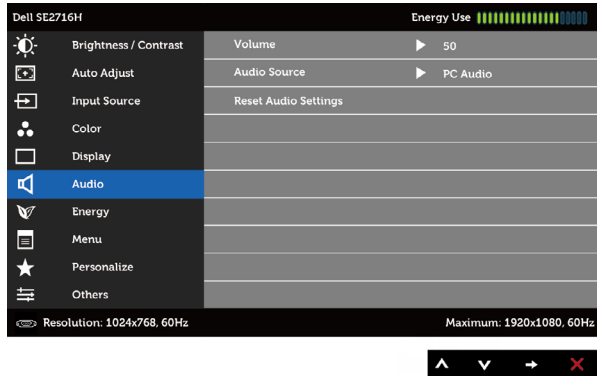 Dell SE2716H Energy Use
Brightness / Contrast Volume 50
Auto Adjust Audio Source PC Audio
Input Source Reset Audio Settings
Color
Display
Audio
Energy
Menu
Personalize
Others
Resolution: 1024x768, 60Hz Maximum: 1920x1080, 60Hz